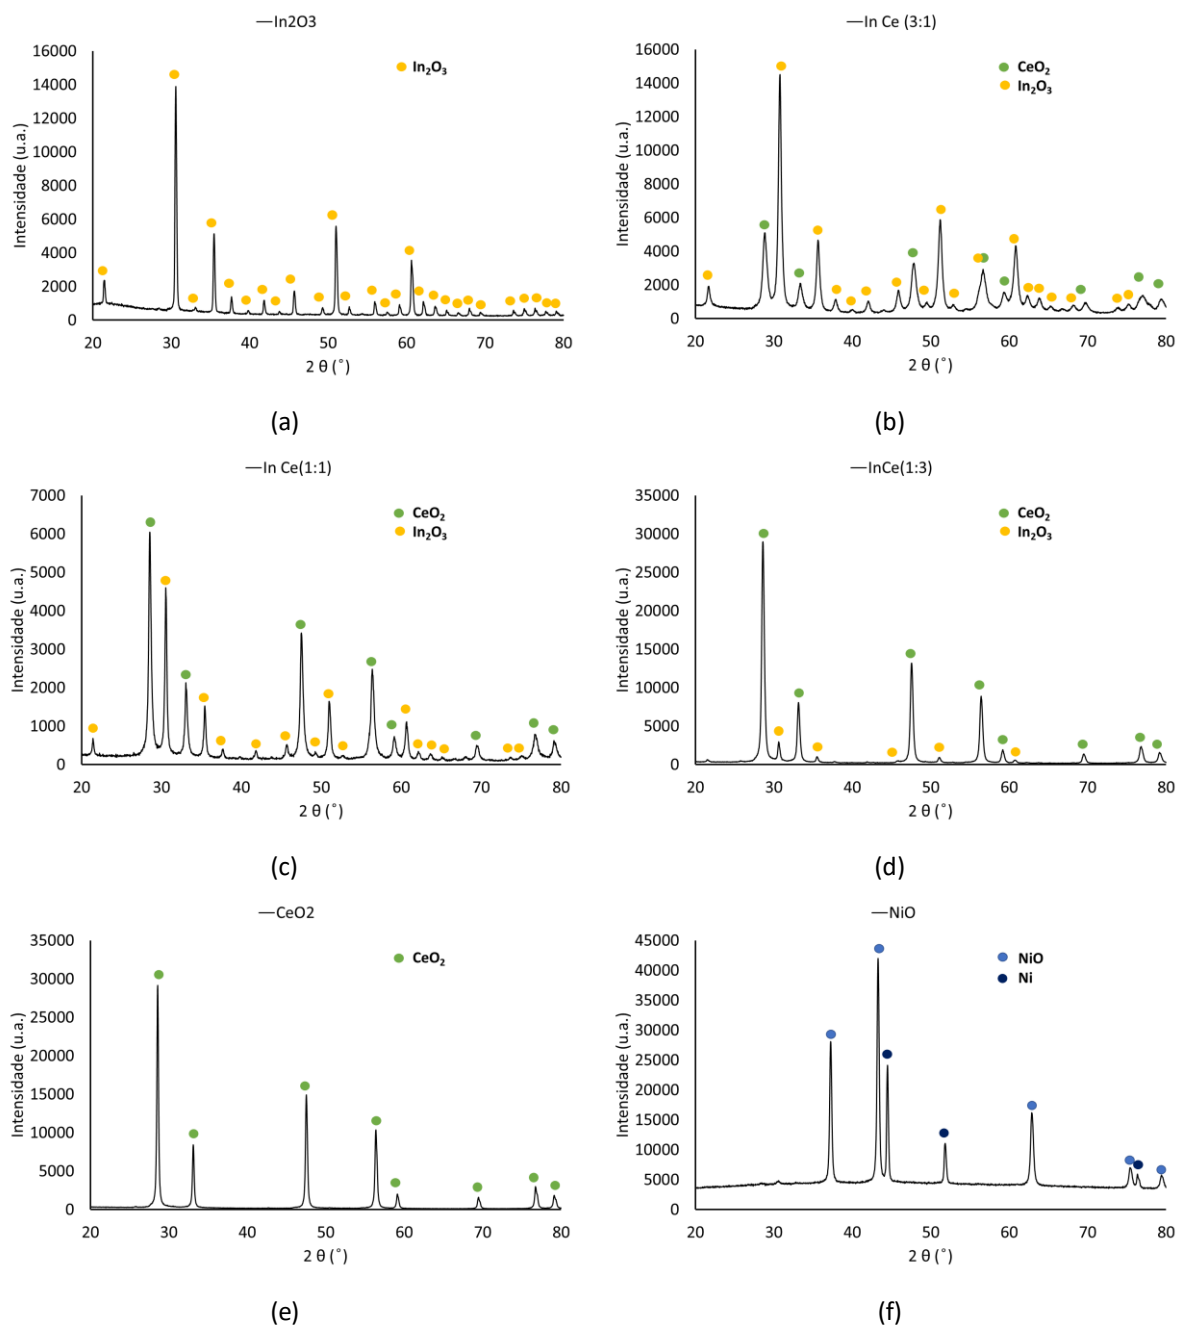 —In2O3
Intensidade (u.a.)
16000
14000
12000
10000
8000
6000
4000
2000
0
In₂O₃
20 30 40 50 60 70 80
2 θ (˚)
(a)
—In Ce (3:1)
Intensidade (u.a.)
16000
14000
12000
10000
8000
6000
4000
2000
0
CeO₂
In₂O₃
20 30 40 50 60 70 80
2 θ (˚)
(b)
—In Ce(1:1)
Intensidade (u.a.)
7000
6000
5000
4000
3000
2000
1000
0
CeO₂
In₂O₃
20 30 40 50 60 70 80
2 θ (˚)
(c)
—InCe(1:3)
Intensidade (u.a.)
35000
30000
25000
20000
15000
10000
5000
0
CeO₂
In₂O₃
20 30 40 50 60 70 80
2 θ (˚)
(d)
—CeO2
Intensidade (u.a.)
35000
30000
25000
20000
15000
10000
5000
0
CeO₂
20 30 40 50 60 70 80
2 θ (˚)
(e)
—NiO
Intensidade (u.a.)
45000
40000
35000
30000
25000
20000
15000
10000
5000
0
NiO
Ni
20 30 40 50 60 70 80
2 θ (˚)
(f)